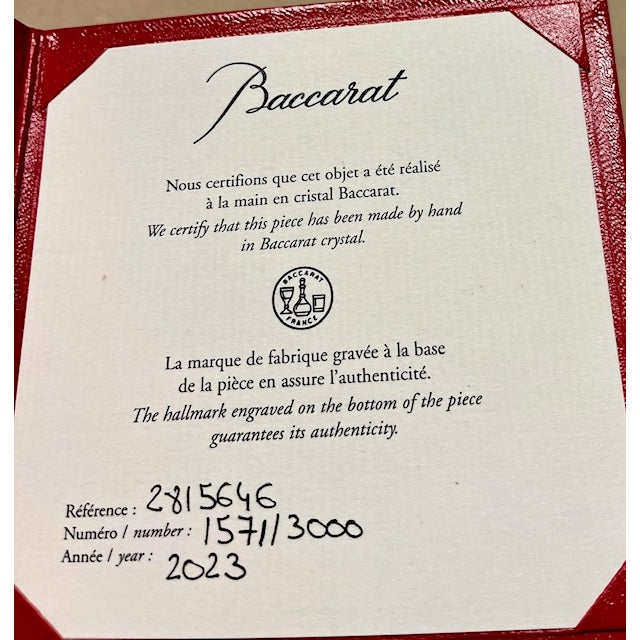 Baccarat
Nous certifions que cet objet a été réalisé
à la main en cristal Baccarat.
We certify that this piece has been made by hand
in Baccarat crystal.
BACCARAT
FRANCE
La marque de fabrique gravée à la base
de la pièce en assure l'authenticité.
The hallmark engraved on the bottom of the piece
guarantees its authenticity.
Référence : 2815646
Numéro / number : 1571/3000
Année / year : 2023